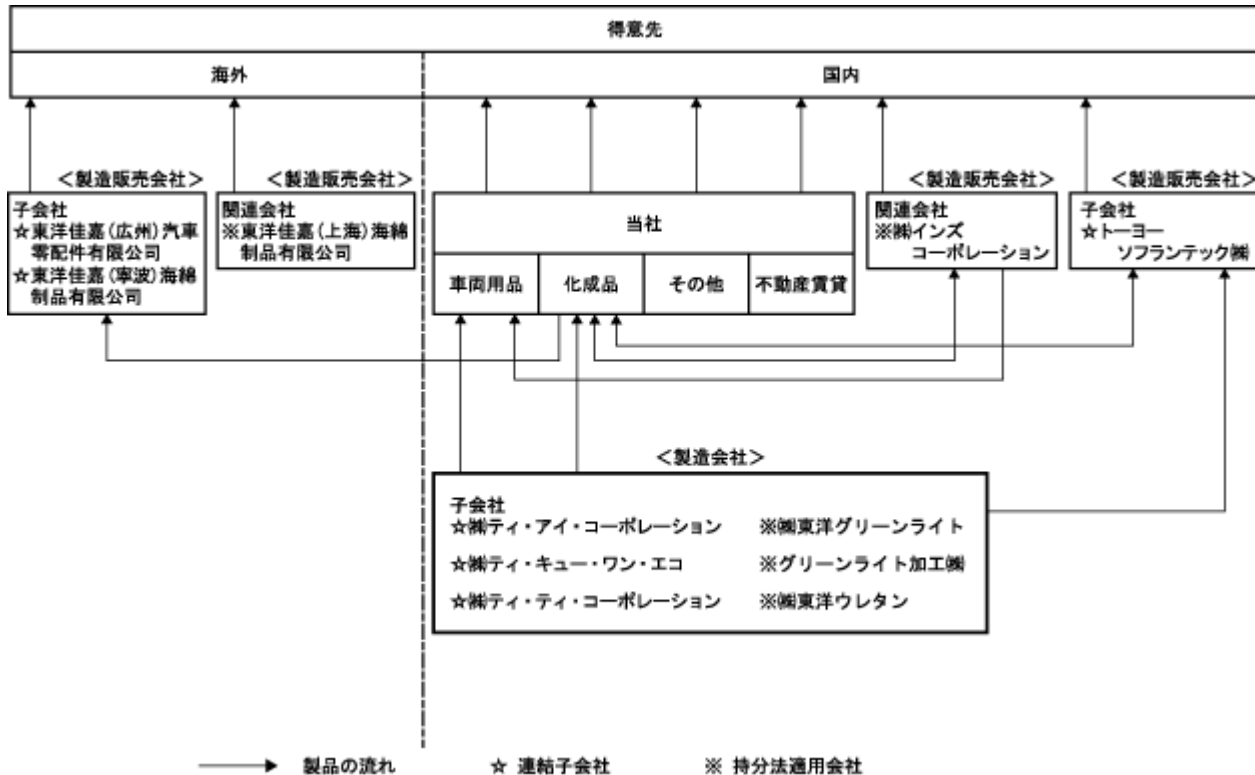 得意先
海外
国内
＜製造販売会社＞
子会社
☆東洋佳嘉(広州)汽車
零配件有限公司
☆東洋佳嘉(寧波)海綿
制品有限公司
＜製造販売会社＞
関連会社
※東洋佳嘉(上海)海綿
制品有限公司
当社
車両用品
化成品
その他
不動産賃貸
＜製造販売会社＞
関連会社
※㈱インズ
コーポレーション
＜製造販売会社＞
子会社
☆トーヨー
ソフランテック㈱
＜製造会社＞
子会社
☆㈱ティ・アイ・コーポレーション ※㈱東洋グリーンライト
☆㈱ティ・キュー・ワン・エコ ※グリーンライト加工㈱
☆㈱ティ・ティ・コーポレーション ※㈱東洋ウレタン
製品の流れ ☆ 連結子会社 ※ 持分法適用会社